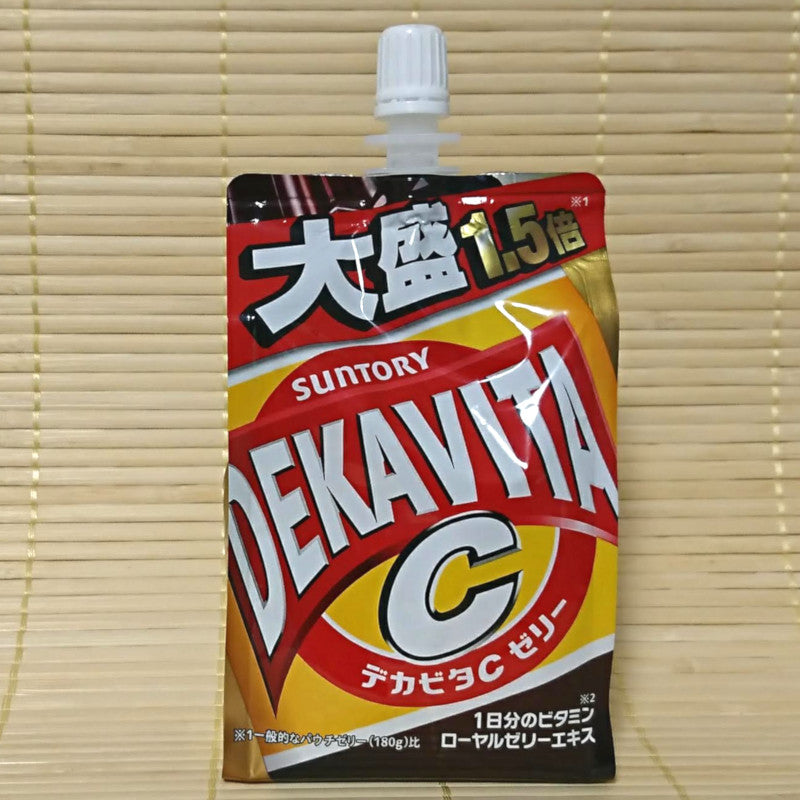 大盛 1.5倍 ※1
SUNTORY
DEKAVITA
C
デカビタC ゼリー
※2
1日分のビタミン
ローヤルゼリーエキス
※1一般的なパウチゼリー(180g)比